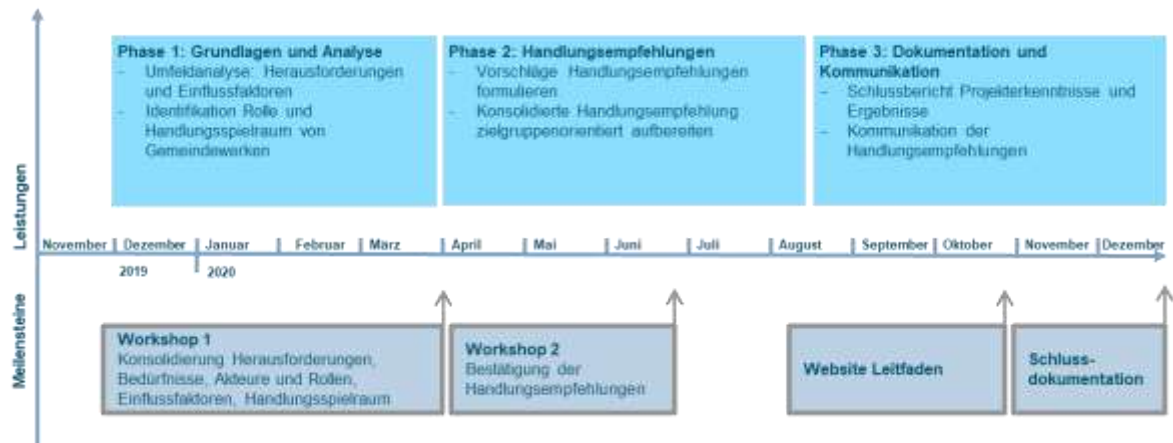 Phase 1: Grundlagen und Analyse
- Umfeldanalyse: Herausforderungen
und Einflussfaktoren
- Identifikation Rolle und
Handlungsspielraum von
Gemeindewerken
Phase 2: Handlungsempfehlungen
- Vorschläge Handlungsempfehlungen
formulieren
- Konsolidierte Handlungsempfehlung
zielgruppenorientiert aufbereiten
Phase 3: Dokumentation und
Kommunikation
- Schlussbericht Projekterkenntnisse und
Ergebnisse
- Kommunikation der
Handlungsempfehlungen
Leistungen
November Dezember Januar Februar März April Mai Juni Juli August September Oktober November Dezember
2019 2020
Meilensteine
Workshop 1
Konsolidierung Herausforderungen,
Bedürfnisse, Akteure und Rollen,
Einflussfaktoren, Handlungsspielraum
Workshop 2
Bestätigung der
Handlungsempfehlungen
Website Leitfaden
Schluss-
dokumentation